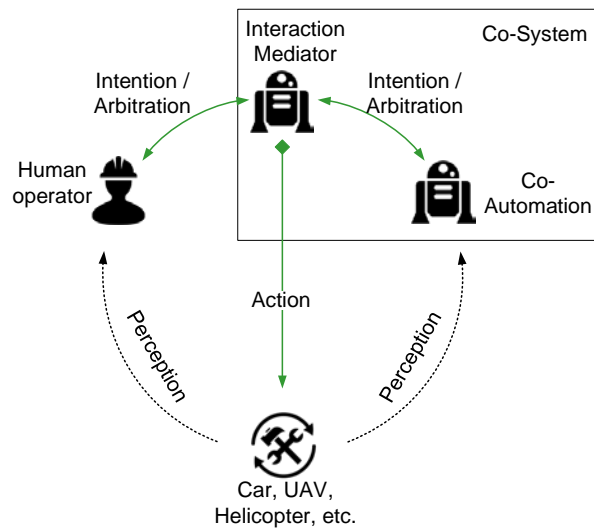 Interaction
Mediator
Co-System
Intention /
Arbitration
Intention /
Arbitration
Human
operator
Co-
Automation
Action
Perception
Perception
Car, UAV,
Helicopter, etc.